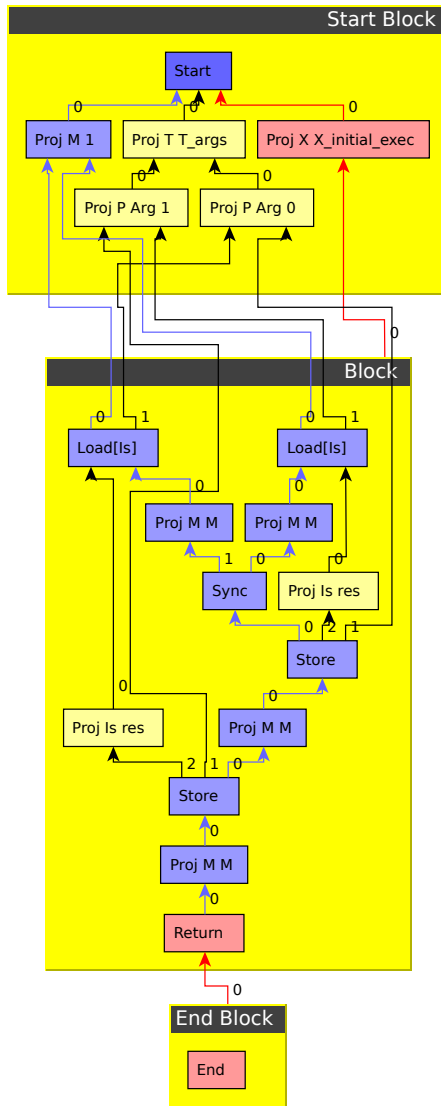 Start Block
Start
0 0 0
Proj M 1 Proj T T_args Proj X X_initial_exec
0 0
Proj P Arg 1 Proj P Arg 0
0
Block
0 1 0 1
Load[Is] Load[Is]
0 0
Proj M M Proj M M
1 0 0
Sync Proj Is res
0 2 1
Store
0 0
Proj Is res Proj M M
2 1 0
Store
0
Proj M M
0
Return
0
End Block
End